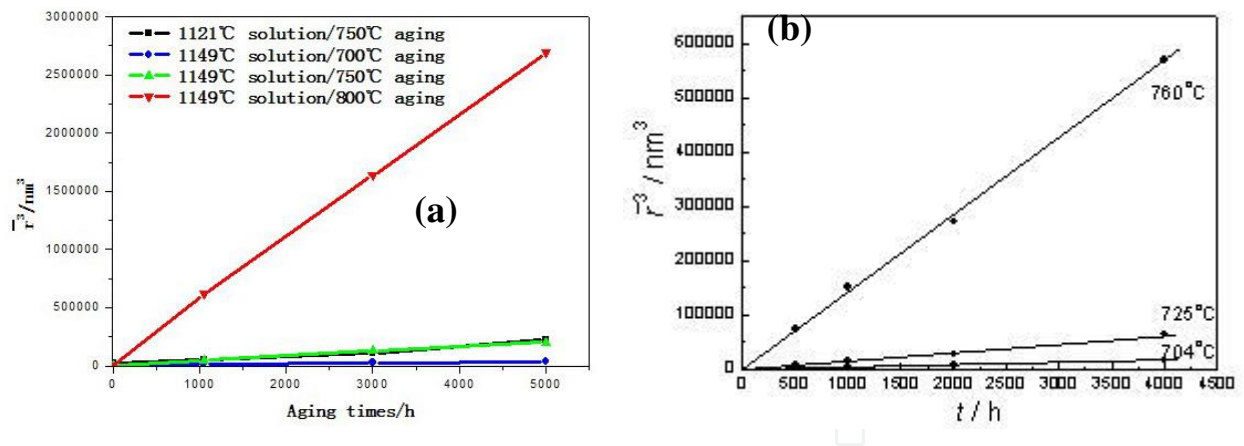 3000000
2500000
2000000
1500000
1000000
500000
0
r̄³/nm³
1121℃ solution/750℃ aging
1149℃ solution/700℃ aging
1149℃ solution/750℃ aging
1149℃ solution/800℃ aging
(a)
0 1000 2000 3000 4000 5000
Aging times/h
(b)
600000
500000
400000
300000
200000
100000
0
r̄³ / nm³
760°C
725°C
704°C
0 500 1000 1500 2000 2500 3000 3500 4000 4500
t / h